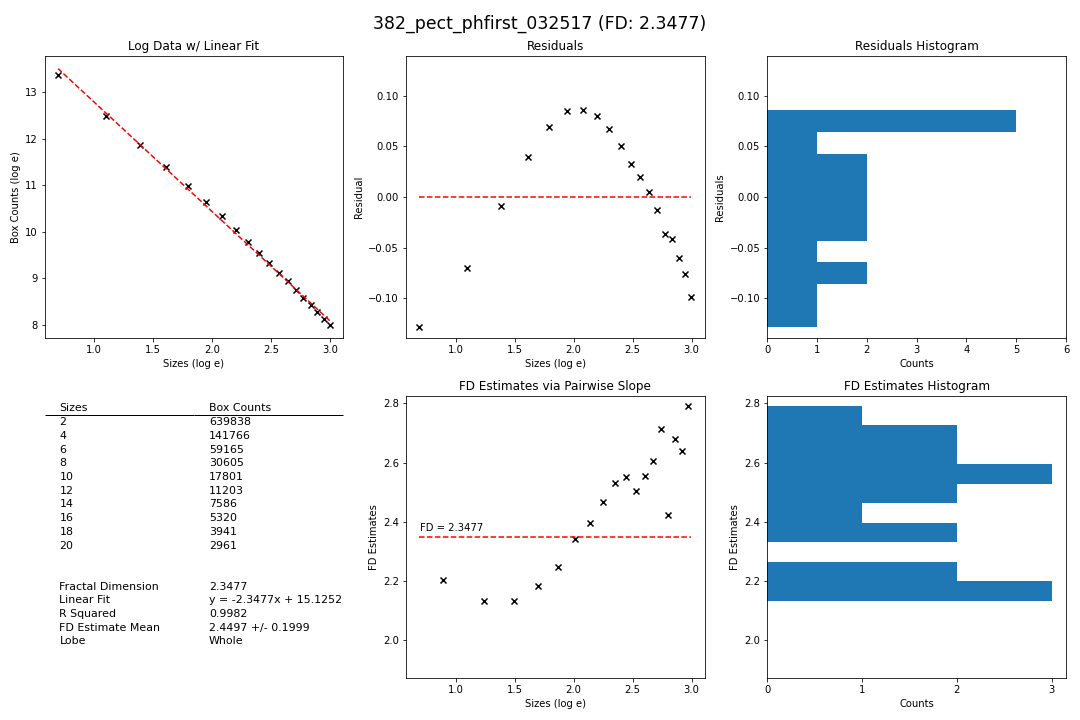 382_pect_phfirst_032517 (FD: 2.3477)
Log Data w/ Linear Fit
Box Counts (log e)
13
12
11
10
9
8
1.0 1.5 2.0 2.5 3.0
Sizes (log e)
Residuals
Residual
0.10
0.05
0.00
−0.05
−0.10
1.0 1.5 2.0 2.5 3.0
Sizes (log e)
Residuals Histogram
Residuals
0.10
0.05
0.00
−0.05
−0.10
0 1 2 3 4 5 6
Counts
Sizes Box Counts
2 639838
4 141766
6 59165
8 30605
10 17801
12 11203
14 7586
16 5320
18 3941
20 2961
Fractal Dimension 2.3477
Linear Fit y = -2.3477x + 15.1252
R Squared 0.9982
FD Estimate Mean 2.4497 +/- 0.1999
Lobe Whole
FD Estimates via Pairwise Slope
FD Estimates
2.8
2.6
2.4
2.2
2.0
FD = 2.3477
1.0 1.5 2.0 2.5 3.0
Sizes (log e)
FD Estimates Histogram
FD Estimates
2.8
2.6
2.4
2.2
2.0
0 1 2 3
Counts